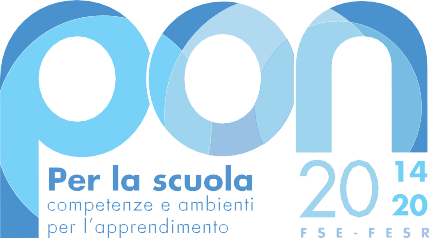 pon
Per la scuola
competenze e ambienti
per l'apprendimento
20 14
20
FSE-FESR